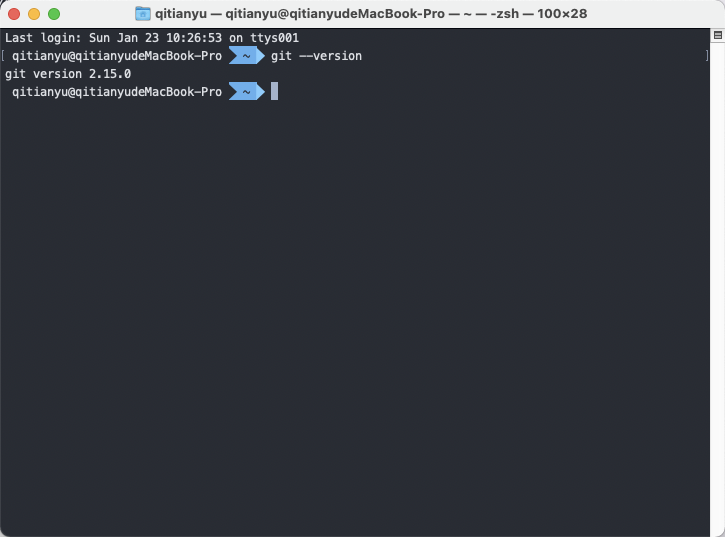 qitianyu — qitianyu@qitianyudeMacBook-Pro — ~ — -zsh — 100×28
Last login: Sun Jan 23 10:26:53 on ttys001
[ qitianyu@qitianyudeMacBook-Pro ~ git --version ]
git version 2.15.0
qitianyu@qitianyudeMacBook-Pro ~